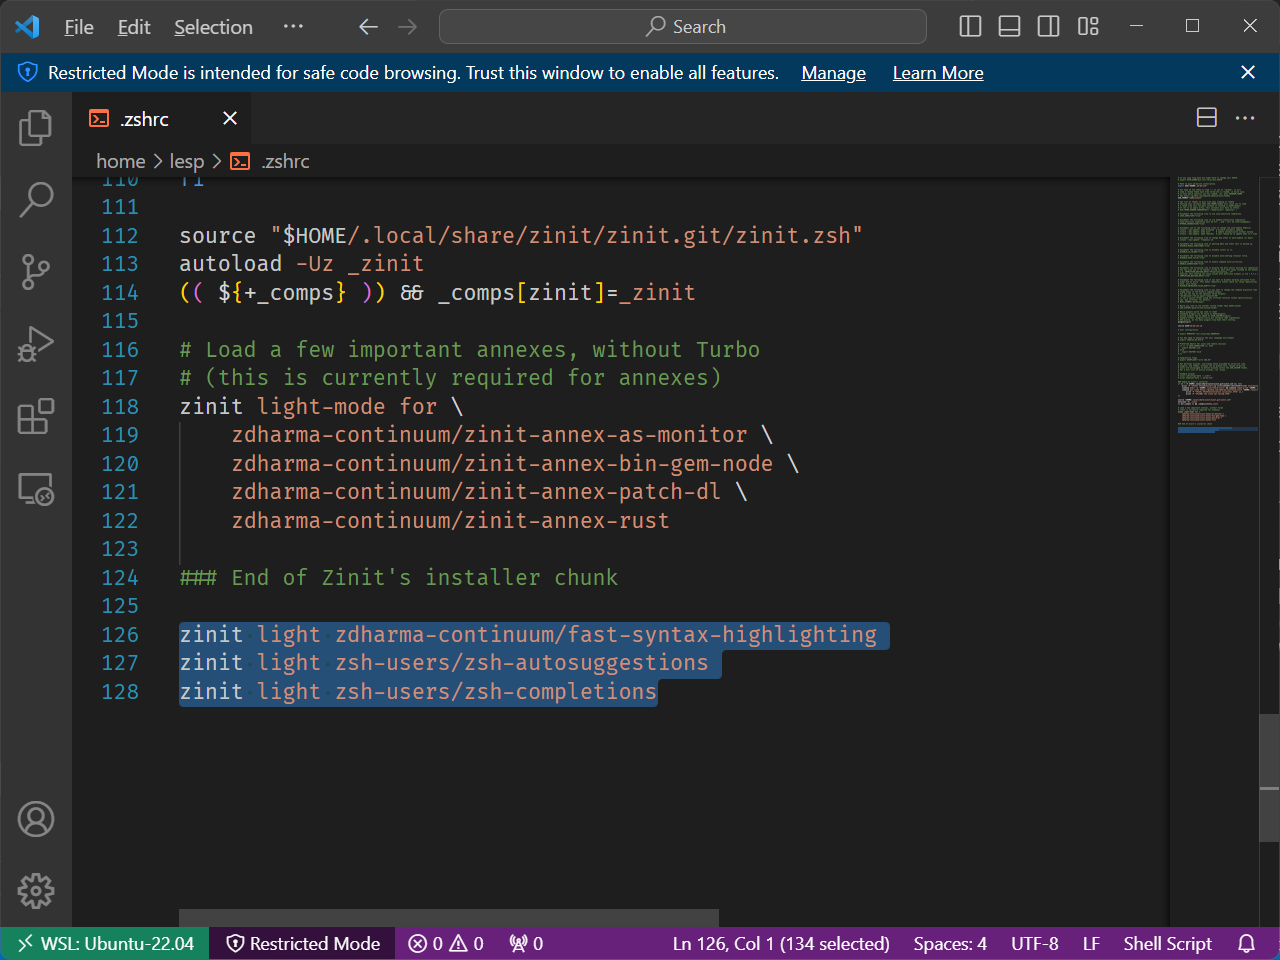 File Edit Selection ··· Search
Restricted Mode is intended for safe code browsing. Trust this window to enable all features. Manage Learn More
.zshrc
home > lesp > .zshrc
110 fi
111
112 source "$HOME/.local/share/zinit/zinit.git/zinit.zsh"
113 autoload -Uz _zinit
114 (( ${+_comps} )) && _comps[zinit]=_zinit
115
116 # Load a few important annexes, without Turbo
117 # (this is currently required for annexes)
118 zinit light-mode for \
119 zdharma-continuum/zinit-annex-as-monitor \
120 zdharma-continuum/zinit-annex-bin-gem-node \
121 zdharma-continuum/zinit-annex-patch-dl \
122 zdharma-continuum/zinit-annex-rust
123
124 ### End of Zinit's installer chunk
125
126 zinit light zdharma-continuum/fast-syntax-highlighting
127 zinit light zsh-users/zsh-autosuggestions
128 zinit light zsh-users/zsh-completions
WSL: Ubuntu-22.04 Restricted Mode 0 0 0 Ln 126, Col 1 (134 selected) Spaces: 4 UTF-8 LF Shell Script